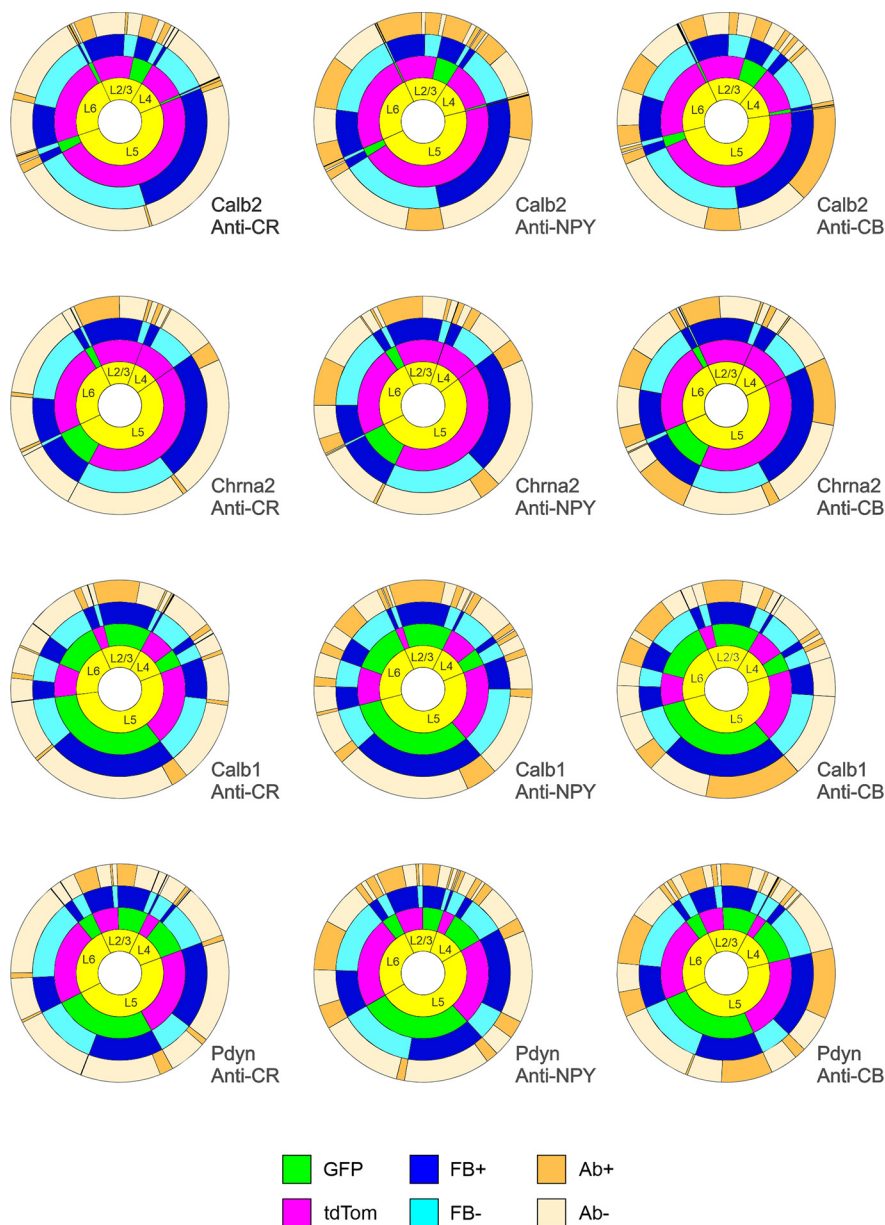 L2/3
L6
L4
L5
L2/3
L6
L4
L5
L2/3
L6
L4
L5
Calb2
Anti-CR
Calb2
Anti-NPY
Calb2
Anti-CB
L2/3
L6
L4
L5
L2/3
L6
L4
L5
L2/3
L6
L4
L5
Chrna2
Anti-CR
Chrna2
Anti-NPY
Chrna2
Anti-CB
L2/3
L6
L4
L5
L2/3
L6
L4
L5
L2/3
L6
L4
L5
Calb1
Anti-CR
Calb1
Anti-NPY
Calb1
Anti-CB
L2/3
L6
L4
L5
L2/3
L6
L4
L5
L2/3
L6
L4
L5
Pdyn
Anti-CR
Pdyn
Anti-NPY
Pdyn
Anti-CB
GFP
FB+
Ab+
tdTom
FB-
Ab-